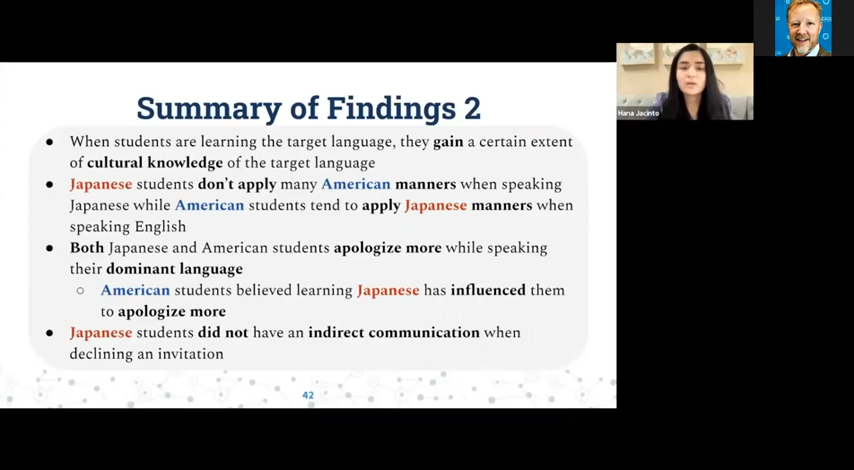 Summary of Findings 2
● When students are learning the target language, they gain a certain extent
of cultural knowledge of the target language
● Japanese students don't apply many American manners when speaking
Japanese while American students tend to apply Japanese manners when
speaking English
● Both Japanese and American students apologize more while speaking
their dominant language
○ American students believed learning Japanese has influenced them
to apologize more
● Japanese students did not have an indirect communication when
declining an invitation
42
Hana Jacinto